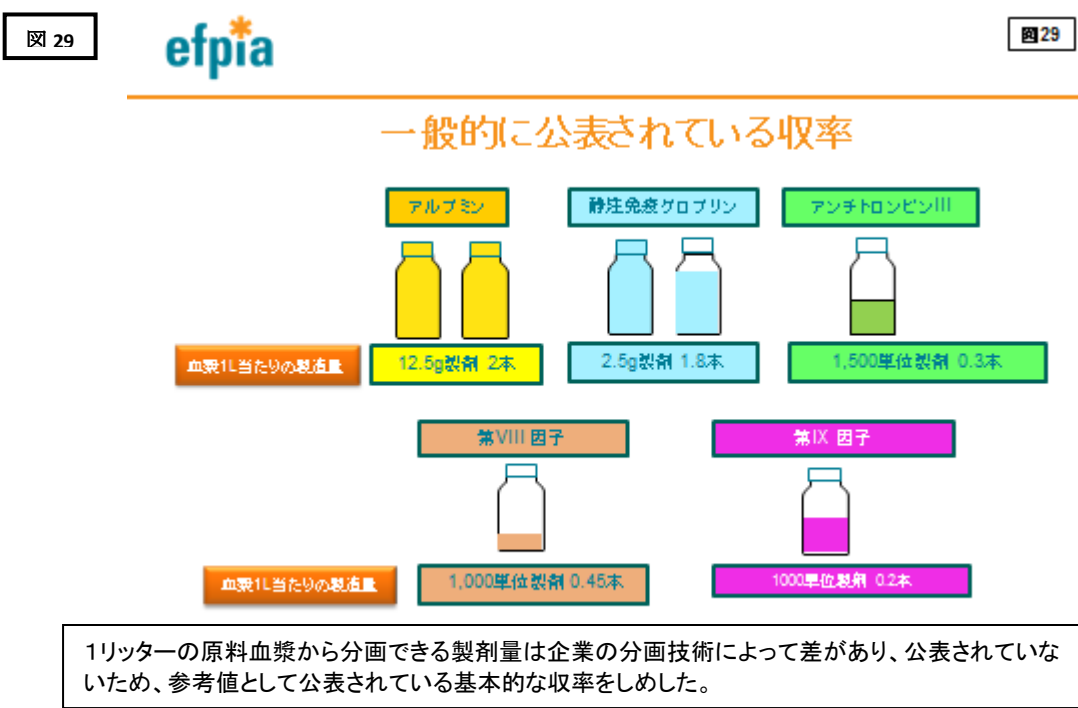 図 29
efpia
図29
一般的に公表されている収率
アルブミン
静注免疫グロブリン
アンチトロンビンIII
血漿1L当たりの製造量
12.5g製剤 2本
2.5g製剤 1.8本
1,500単位製剤 0.3本
第VIII 因子
第IX 因子
血漿1L当たりの製造量
1,000単位製剤 0.45本
1000単位製剤 0.2本
1リッターの原料血漿から分画できる製剤量は企業の分画技術によって差があり、公表されていな
いため、参考値として公表されている基本的な収率をしめした。